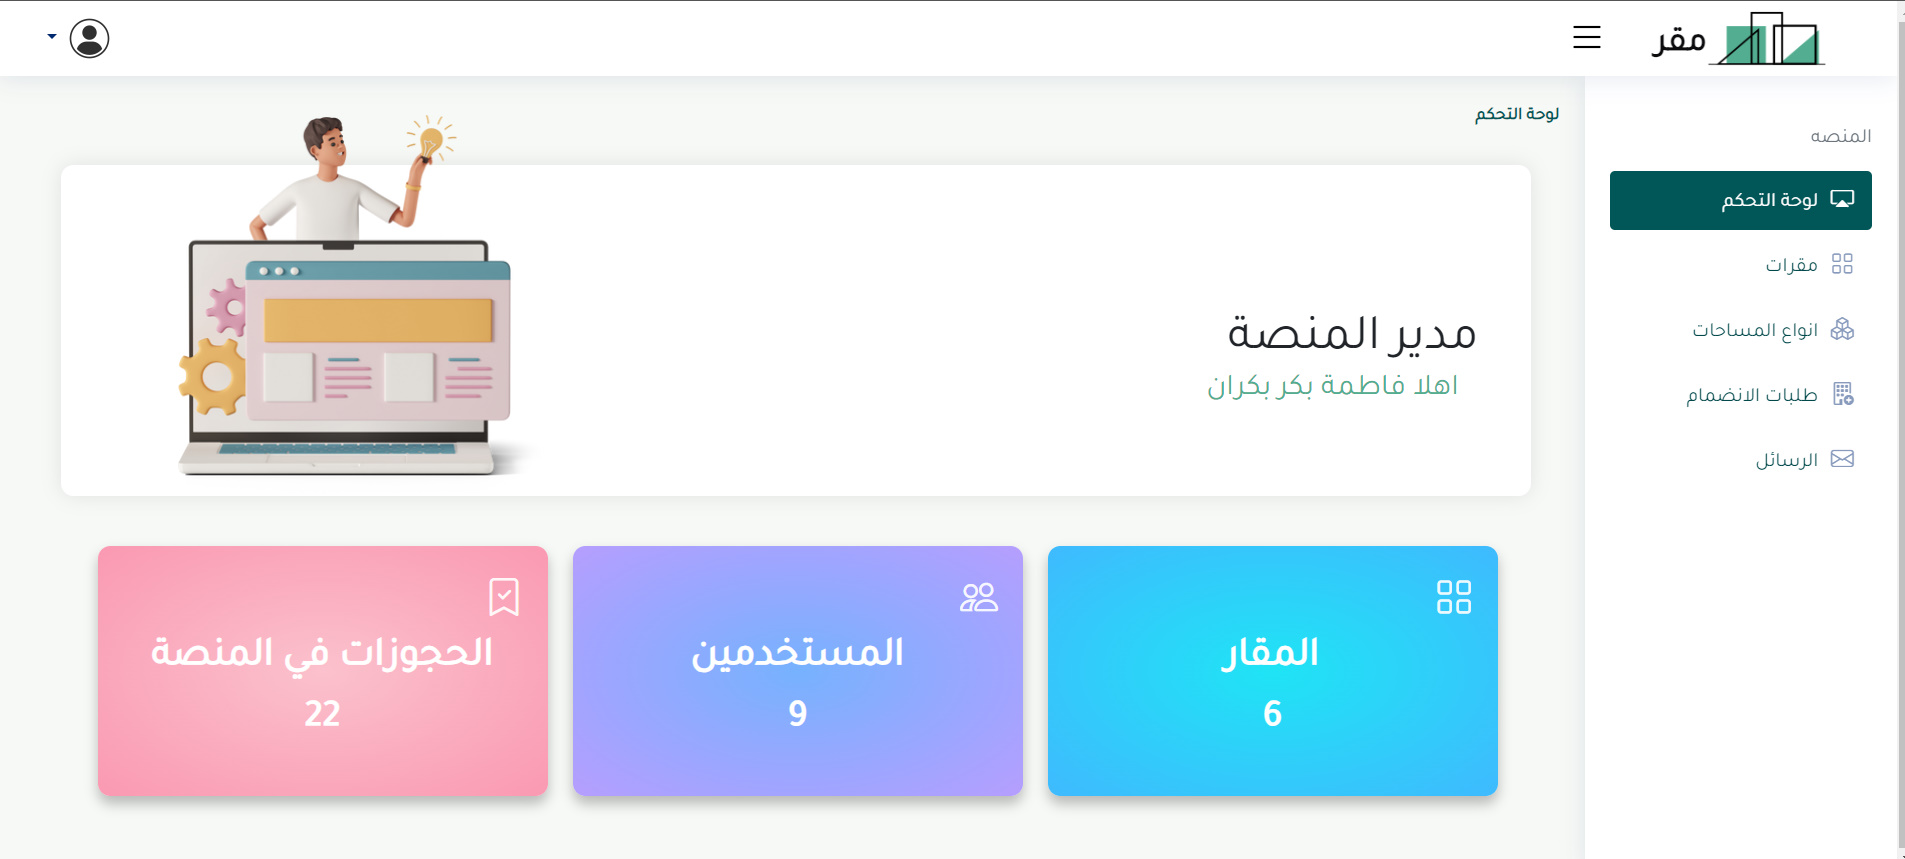 مقر
المنصه
لوحة التحكم
مقرات
انواع المساحات
طلبات الانضمام
الرسائل
لوحة التحكم
مدير المنصة
اهلا فاطمة بكر بكران
المقار
6
المستخدمين
9
الحجوزات في المنصة
22